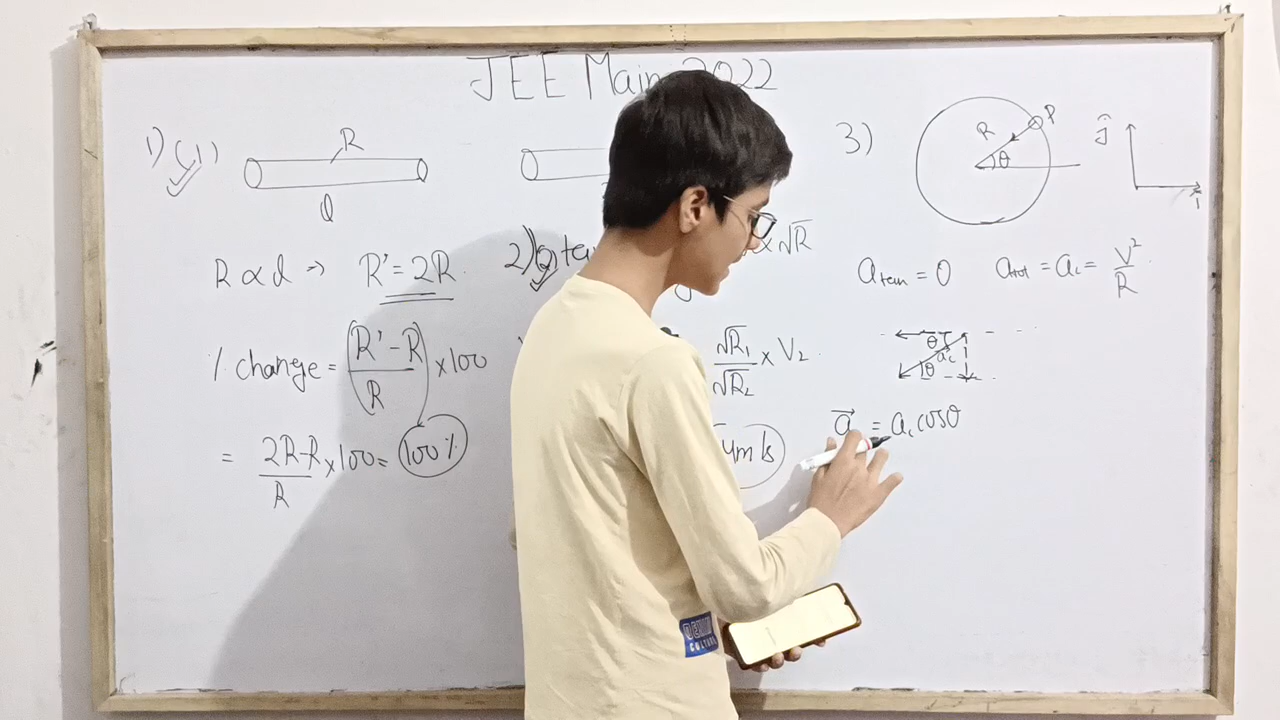 JEE Main 2022
1) (1)
R
l
R ∝ l → R' = 2R.
% change = (R' - R)/R × 100
= (2R-R)/R × 100 = 100%
2)
× √R
√R₁/√R₂ × V₂
m/s
3)
R
P
θ
ĵ
î
a_tan = 0 a_tot = a_c = V²/R
θ
a_c
θ
a⃗ = a_c cosθ
CULTURE